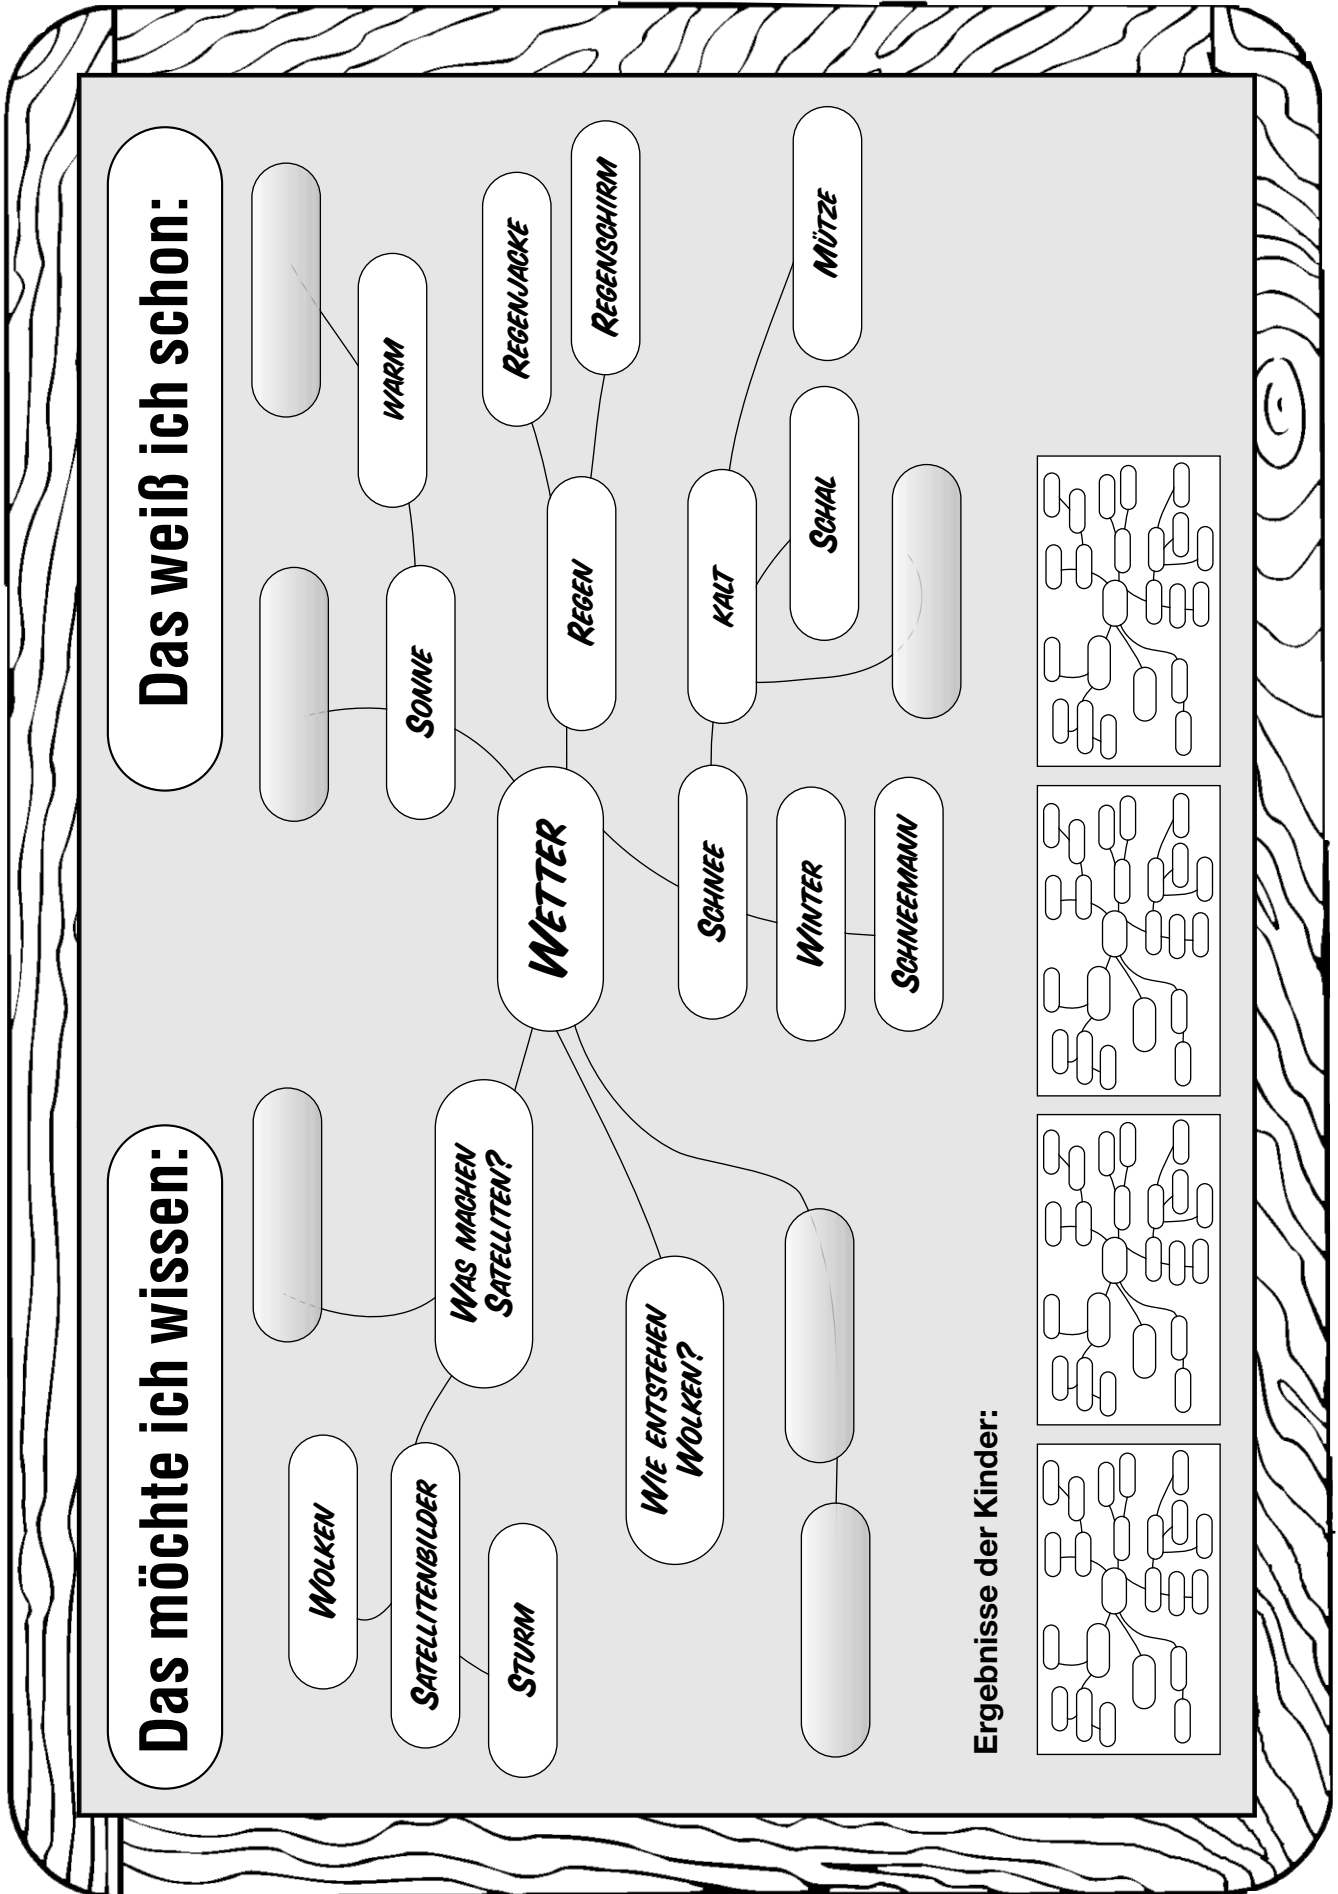 Das möchte ich wissen:
Das weiß ich schon:
Wolken
Satellitenbilder
Sturm
Was machen
Satelliten?
Wie entstehen
Wolken?
Wetter
Sonne
warm
Regen
Regenjacke
Regenschirm
Schnee
kalt
Schal
Mütze
Winter
Schneemann
Ergebnisse der Kinder: